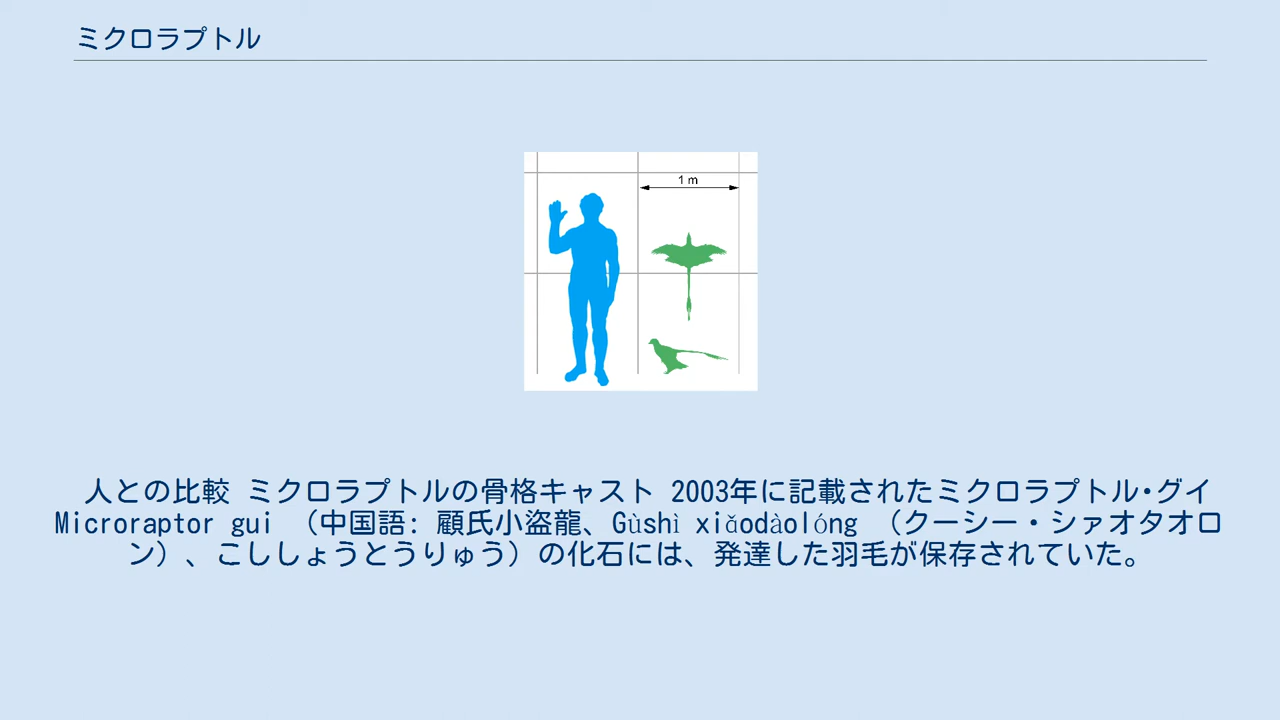 ミクロラプトル
1 m
人との比較 ミクロラプトルの骨格キャスト 2003年に記載されたミクロラプトル・グイ
Microraptor gui （中国語: 顧氏小盗龍、Gùshì xiǎodàolóng （クーシー・シァオタオロ
ン）、こししょうとうりゅう）の化石には、発達した羽毛が保存されていた。